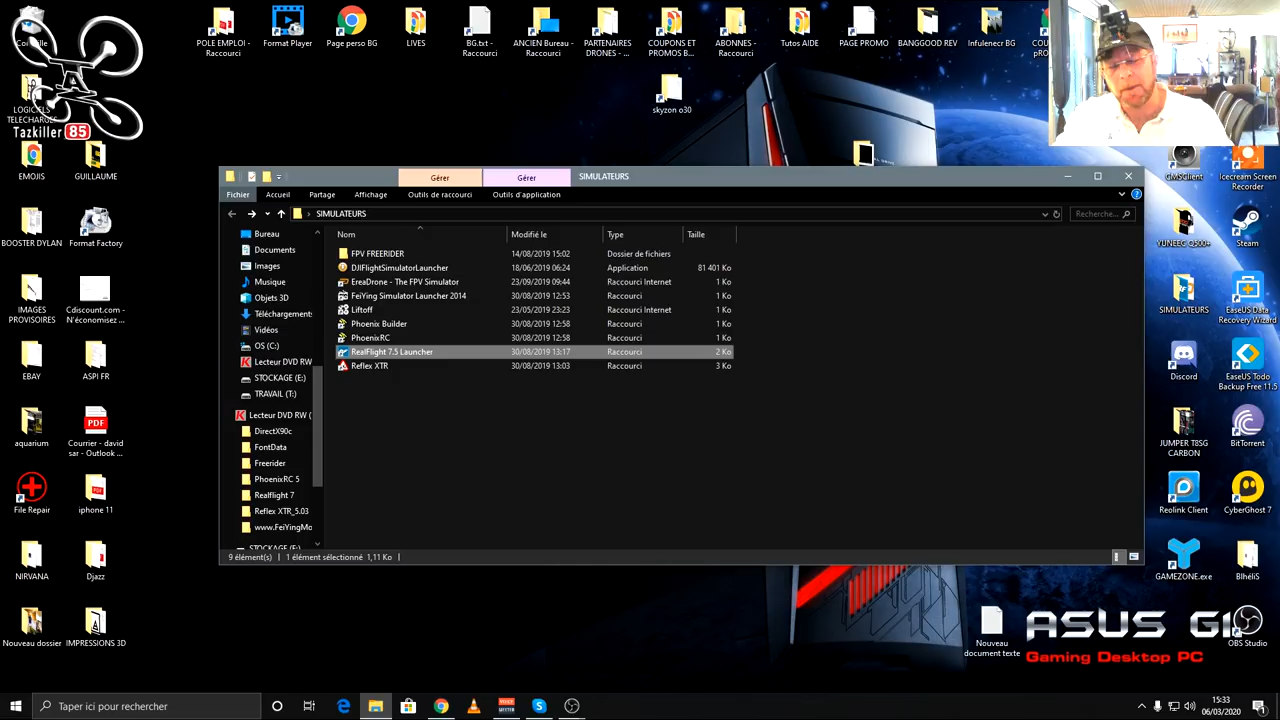 Corbeille
POLE EMPLOI -
Raccourci
Format Player
Page perso BG
LIVES
BG.txt -
Raccourci
ANCIEN Bureau -
Raccourci
PARTENAIRES
DRONES - ...
COUPONS ET
PROMOS B...
ABONNES -
Raccourci
Tutos AIDE
PAGE PROMO
BANGGOOD REV
Infulenecr BG
skyzon o30
LOGICIELS
TELECHARGE
Tazkiller 85
EMOJIS
GUILLAUME
BOOSTER DYLAN
Format Factory
IMAGES
PROVISOIRES
Cdiscount.com -
N'économisez ...
EBAY
ASPI FR
aquarium
Courrier - david
sar - Outlook ...
File Repair
iphone 11
NIRVANA
Djazz
Nouveau dossier
IMPRESSIONS 3D
Gérer
Gérer
SIMULATEURS
Fichier
Accueil
Partage
Affichage
Outils de raccourci
Outils d'application
SIMULATEURS
Recherche...
Nom
Modifié le
Type
Taille
FPV FREERIDER
14/08/2019 15:02
Dossier de fichiers
DJIFlightSimulatorLauncher
18/06/2019 06:24
Application
81 401 Ko
EreaDrone - The FPV Simulator
23/09/2019 09:44
Raccourci Internet
1 Ko
FeiYing Simulator Launcher 2014
30/08/2019 12:53
Raccourci
1 Ko
Liftoff
23/05/2019 23:23
Raccourci Internet
1 Ko
Phoenix Builder
30/08/2019 12:58
Raccourci
1 Ko
PhoenixRC
30/08/2019 12:58
Raccourci
1 Ko
RealFlight 7.5 Launcher
30/08/2019 13:17
Raccourci
2 Ko
Reflex XTR
30/08/2019 13:03
Raccourci
3 Ko
Bureau
Documents
Images
Musique
Objets 3D
Téléchargements
Vidéos
OS (C:)
Lecteur DVD RW
STOCKAGE (E:)
TRAVAIL (T:)
Lecteur DVD RW (
DirectX90c
FontData
Freerider
PhoenixRC 5
Realflight 7
Reflex XTR_5.03
www.FeiYingMo
STOCKAGE (E:)
9 élément(s)
1 élément sélectionné 1,11 Ko
GMSClient
Icecream Screen
Recorder
YUNEEC Q500+
Steam
SIMULATEURS
EaseUS Data
Recovery Wizard
Discord
EaseUS Todo
Backup Free 11.5
JUMPER T8SG
CARBON
BitTorrent
Reolink Client
CyberGhost 7
GAMEZONE.exe
BlhéliS
Nouveau
document texte
OBS Studio
ASUS G
Gaming Desktop PC
Taper ici pour rechercher
15:33
06/03/2020